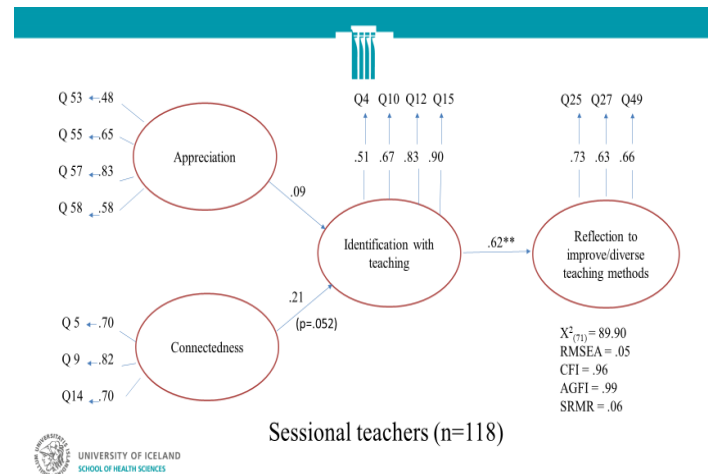 Q 53 .48
Q 55 .65
Q 57 .83
Q 58 .58
Appreciation
.09
Q4 Q10 Q12 Q15
.51 .67 .83 .90
Identification with
teaching
Q25 Q27 Q49
.73 .63 .66
.62**
Reflection to
improve/diverse
teaching methods
.21
(p=.052)
Q 5 .70
Q 9 .82
Q14 .70
Connectedness
X²(71) = 89.90
RMSEA = .05
CFI = .96
AGFI = .99
SRMR = .06
Sessional teachers (n=118)
UNIVERSITY OF ICELAND
SCHOOL OF HEALTH SCIENCES